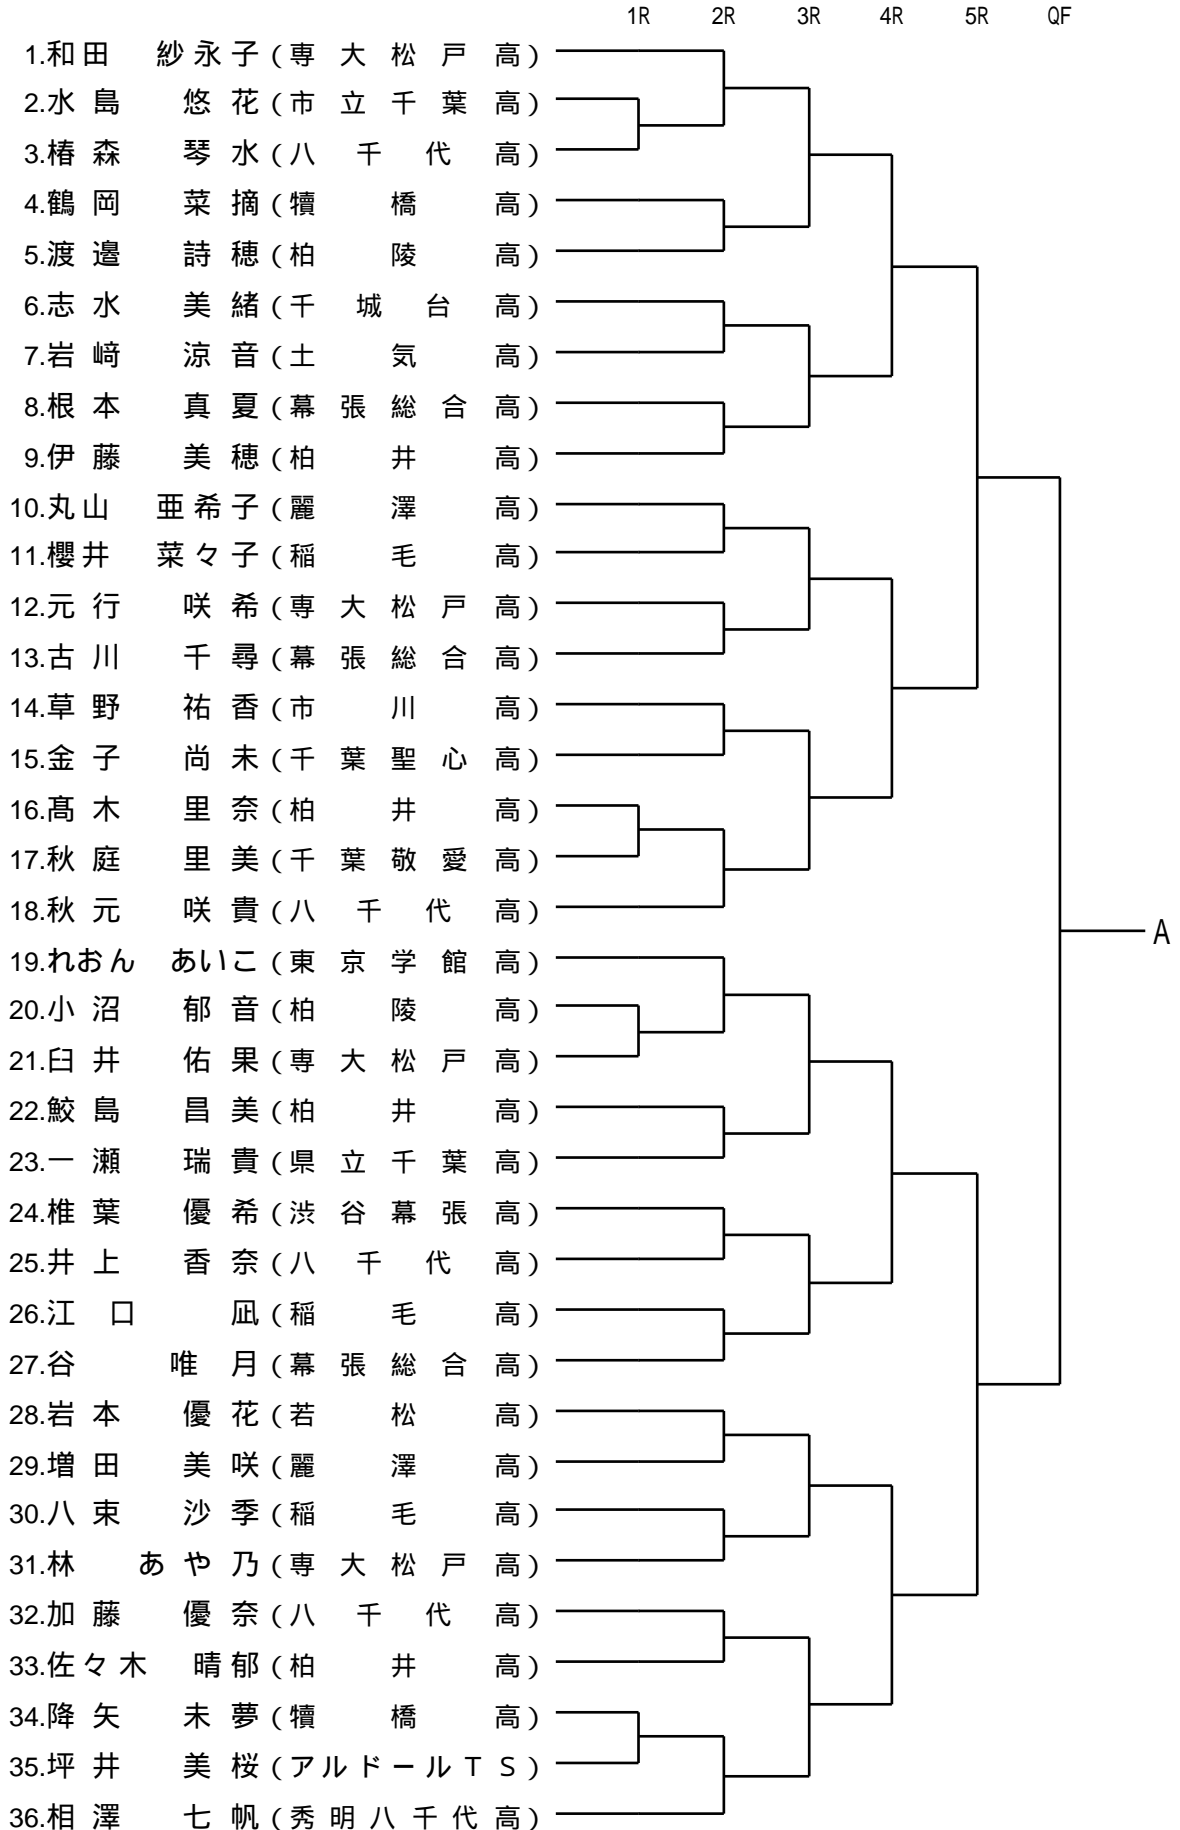 1R 2R 3R 4R 5R QF
1.和田 紗永子(専大松戸高)
2.水島 悠花(市立千葉高)
3.椿森 琴水(八千代高)
4.鶴岡 菜摘(犢橋高)
5.渡邉 詩穂(柏陵高)
6.志水 美緒(千城台高)
7.岩﨑 涼音(土気高)
8.根本 真夏(幕張総合高)
9.伊藤 美穂(柏井高)
10.丸山 亜希子(麗澤高)
11.櫻井 菜々子(稲毛高)
12.元行 咲希(専大松戸高)
13.古川 千尋(幕張総合高)
14.草野 祐香(市川高)
15.金子 尚未(千葉聖心高)
16.髙木 里奈(柏井高)
17.秋庭 里美(千葉敬愛高)
18.秋元 咲貴(八千代高)
A
19.れおん あいこ(東京学館高)
20.小沼 郁音(柏陵高)
21.臼井 佑果(専大松戸高)
22.鮫島 昌美(柏井高)
23.一瀬 瑞貴(県立千葉高)
24.椎葉 優希(渋谷幕張高)
25.井上 香奈(八千代高)
26.江口 凪(稲毛高)
27.谷 唯月(幕張総合高)
28.岩本 優花(若松高)
29.増田 美咲(麗澤高)
30.八束 沙季(稲毛高)
31.林 あや乃(専大松戸高)
32.加藤 優奈(八千代高)
33.佐々木 晴郁(柏井高)
34.降矢 未夢(犢橋高)
35.坪井 美桜(アルドールTS)
36.相澤 七帆(秀明八千代高)